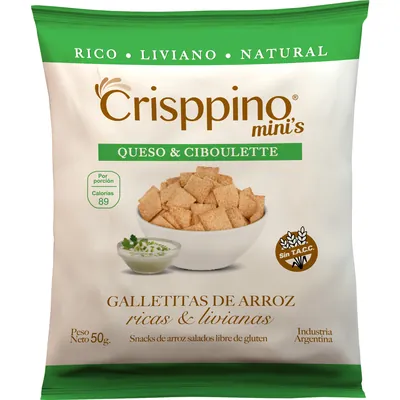 RICO • LIVIANO • NATURAL
Crisppino®
mini's
QUESO & CIBOULETTE
Por
porción
Calorías
89
Sin T.A.C.C.
GALLETITAS DE ARROZ
ricas & livianas
Peso
Neto 50g.
Snacks de arroz salados libre de gluten
Industria
Argentina